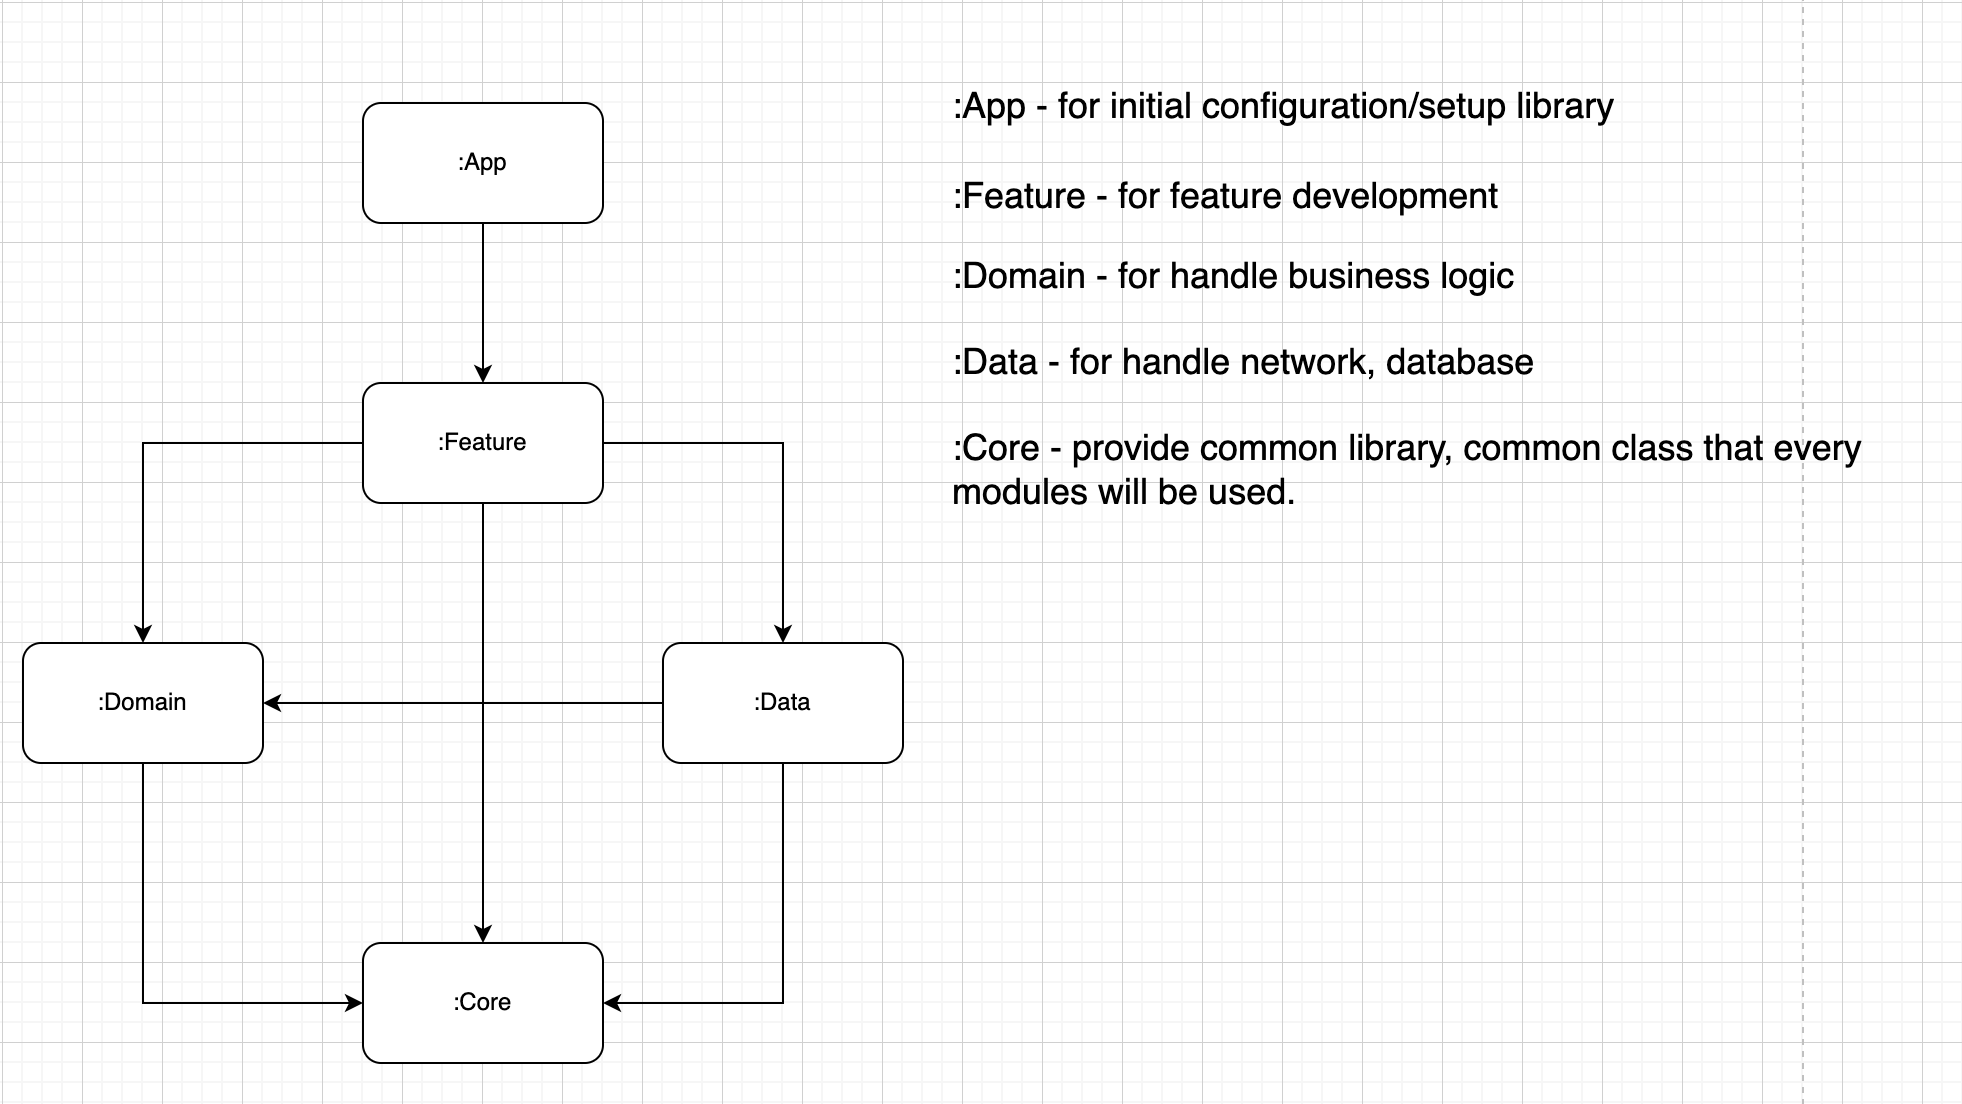 :App
:Feature
:Domain
:Data
:Core
:App - for initial configuration/setup library
:Feature - for feature development
:Domain - for handle business logic
:Data - for handle network, database
:Core - provide common library, common class that every
modules will be used.